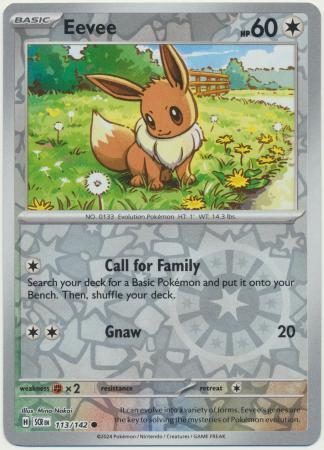 BASIC
Eevee
HP 60
NO. 0133 Evolution Pokémon HT: 1' WT: 14.3 lbs.
Call for Family
Search your deck for a Basic Pokémon and put it onto your
Bench. Then, shuffle your deck.
Gnaw 20
weakness ×2 resistance retreat
Illus. Mina Nakai
H SCR EN 113/142
It can evolve into a variety of forms. Eevee's genes are
the key to solving the mysteries of Pokémon evolution.
©2024 Pokémon / Nintendo / Creatures / GAME FREAK